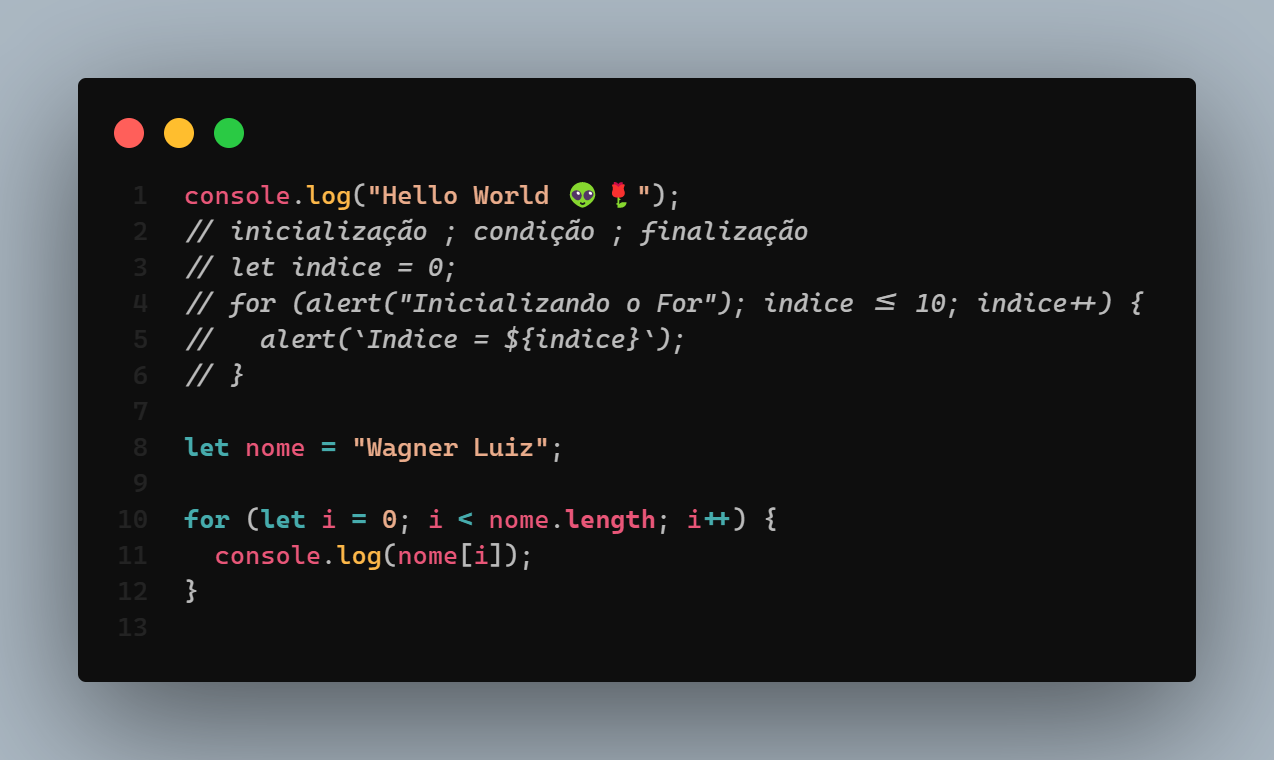 1 console.log("Hello World 👽🌹");
2 // inicialização ; condição ; finalização
3 // let indice = 0;
4 // for (alert("Inicializando o For"); indice <= 10; indice++) {
5 //   alert(`Indice = ${indice}`);
6 // }
7
8 let nome = "Wagner Luiz";
9
10 for (let i = 0; i < nome.length; i++) {
11   console.log(nome[i]);
12 }
13